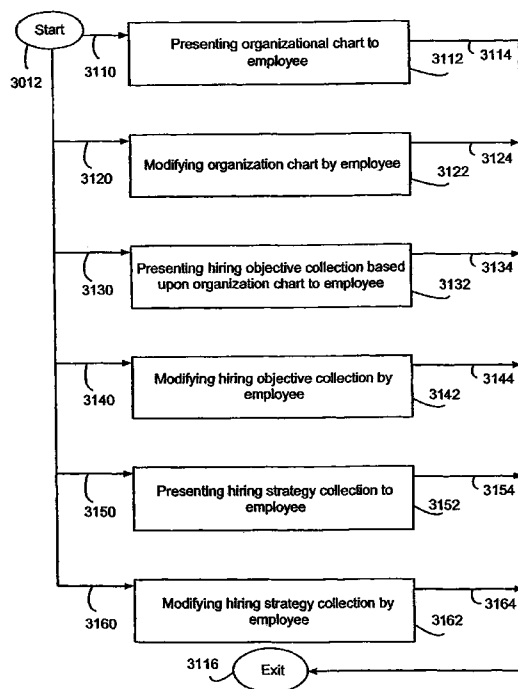 Start
3012
3110
Presenting organizational chart to
employee
3112
3114
3120
Modifying organization chart by employee
3122
3124
3130
Presenting hiring objective collection based
upon organization chart to employee
3132
3134
3140
Modifying hiring objective collection by
employee
3142
3144
3150
Presenting hiring strategy collection to
employee
3152
3154
3160
Modifying hiring strategy collection by
employee
3162
3164
3116
Exit